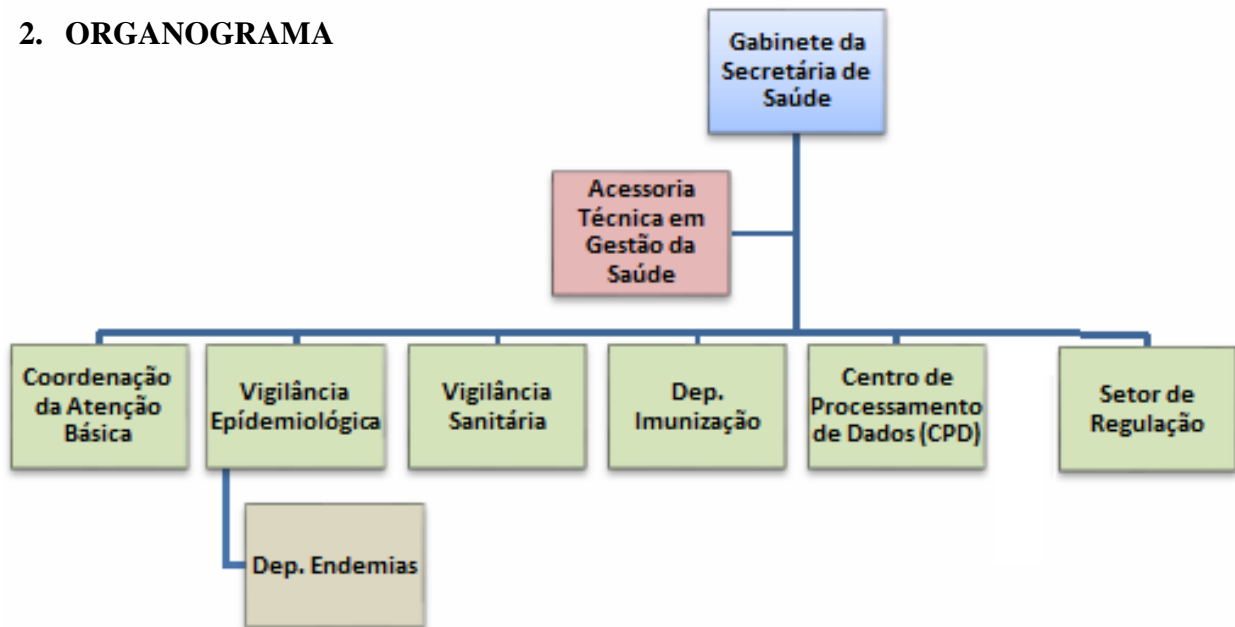 2. ORGANOGRAMA
Gabinete da
Secretária de
Saúde
Acessoria
Técnica em
Gestão da
Saúde
Coordenação
da Atenção
Básica
Vigilância
Epídemiológica
Vigilância
Sanitária
Dep.
Imunização
Centro de
Processamento
de Dados (CPD)
Setor de
Regulação
Dep. Endemias